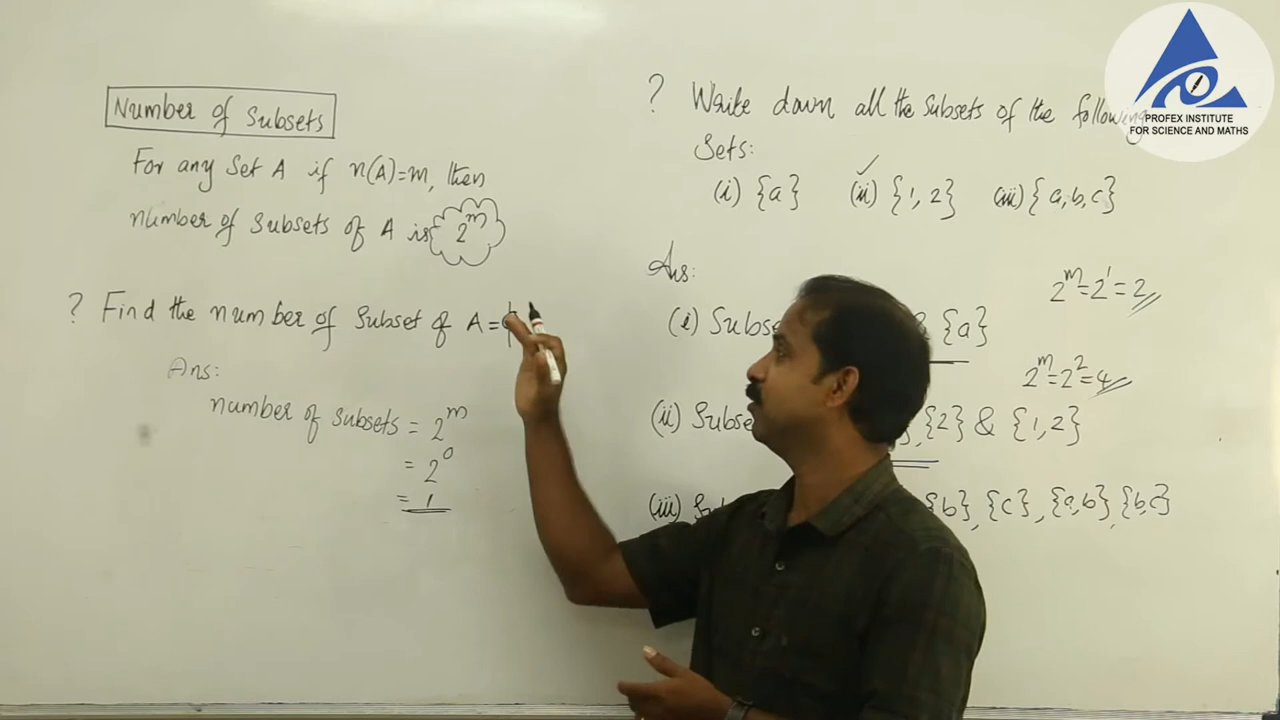 Number of Subsets
For any Set A if n(A)=m, then
number of Subsets of A is 2^m
? Find the number of Subset of A =
Ans:
number of subsets = 2^m
= 2^0
= 1
? Write down all the Subsets of the following
Sets:
(i) {a} (ii) {1, 2} (iii) {a, b, c}
Ans:
2^m = 2^1 = 2
(i) {a}
2^m = 2^2 = 4
(ii) {2} & {1, 2}
(iii) {b}, {c}, {a,b}, {b,c}
PROFEX INSTITUTE
FOR SCIENCE AND MATHS